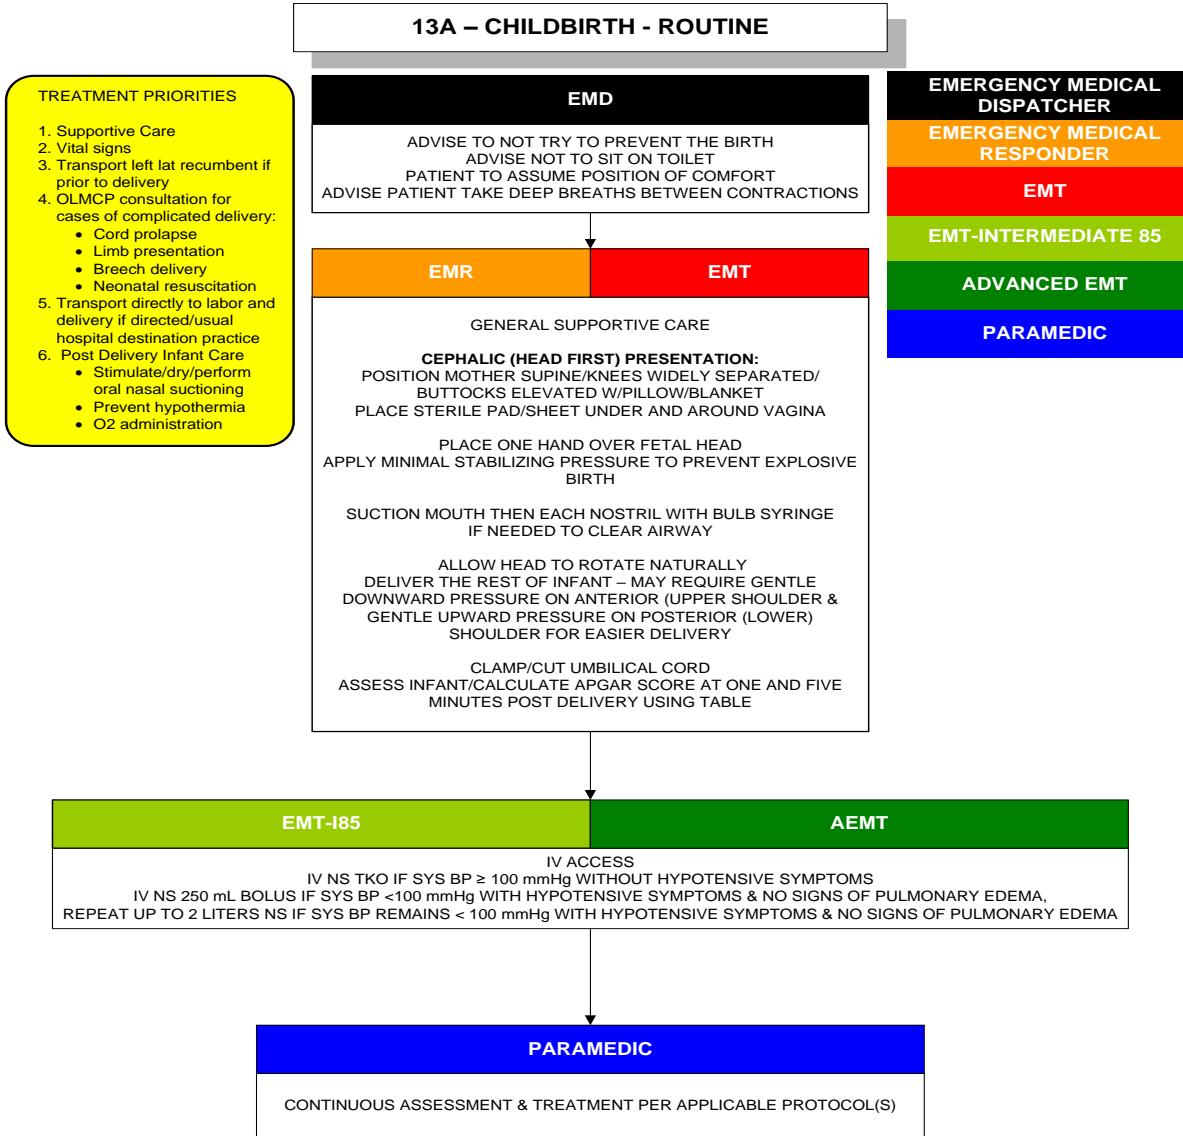 13A – CHILDBIRTH - ROUTINE
TREATMENT PRIORITIES
1. Supportive Care
2. Vital signs
3. Transport left lat recumbent if
prior to delivery
4. OLMCP consultation for
cases of complicated delivery:
• Cord prolapse
• Limb presentation
• Breech delivery
• Neonatal resuscitation
5. Transport directly to labor and
delivery if directed/usual
hospital destination practice
6. Post Delivery Infant Care
• Stimulate/dry/perform
oral nasal suctioning
• Prevent hypothermia
• O2 administration
EMD
ADVISE TO NOT TRY TO PREVENT THE BIRTH
ADVISE NOT TO SIT ON TOILET
PATIENT TO ASSUME POSITION OF COMFORT
ADVISE PATIENT TAKE DEEP BREATHS BETWEEN CONTRACTIONS
EMERGENCY MEDICAL
DISPATCHER
EMERGENCY MEDICAL
RESPONDER
EMT
EMT-INTERMEDIATE 85
ADVANCED EMT
PARAMEDIC
EMR
EMT
GENERAL SUPPORTIVE CARE
CEPHALIC (HEAD FIRST) PRESENTATION:
POSITION MOTHER SUPINE/KNEES WIDELY SEPARATED/
BUTTOCKS ELEVATED W/PILLOW/BLANKET
PLACE STERILE PAD/SHEET UNDER AND AROUND VAGINA
PLACE ONE HAND OVER FETAL HEAD
APPLY MINIMAL STABILIZING PRESSURE TO PREVENT EXPLOSIVE
BIRTH
SUCTION MOUTH THEN EACH NOSTRIL WITH BULB SYRINGE
IF NEEDED TO CLEAR AIRWAY
ALLOW HEAD TO ROTATE NATURALLY
DELIVER THE REST OF INFANT – MAY REQUIRE GENTLE
DOWNWARD PRESSURE ON ANTERIOR (UPPER SHOULDER &
GENTLE UPWARD PRESSURE ON POSTERIOR (LOWER)
SHOULDER FOR EASIER DELIVERY
CLAMP/CUT UMBILICAL CORD
ASSESS INFANT/CALCULATE APGAR SCORE AT ONE AND FIVE
MINUTES POST DELIVERY USING TABLE
EMT-I85
AEMT
IV ACCESS
IV NS TKO IF SYS BP ≥ 100 mmHg WITHOUT HYPOTENSIVE SYMPTOMS
IV NS 250 mL BOLUS IF SYS BP <100 mmHg WITH HYPOTENSIVE SYMPTOMS & NO SIGNS OF PULMONARY EDEMA,
REPEAT UP TO 2 LITERS NS IF SYS BP REMAINS < 100 mmHg WITH HYPOTENSIVE SYMPTOMS & NO SIGNS OF PULMONARY EDEMA
PARAMEDIC
CONTINUOUS ASSESSMENT & TREATMENT PER APPLICABLE PROTOCOL(S)